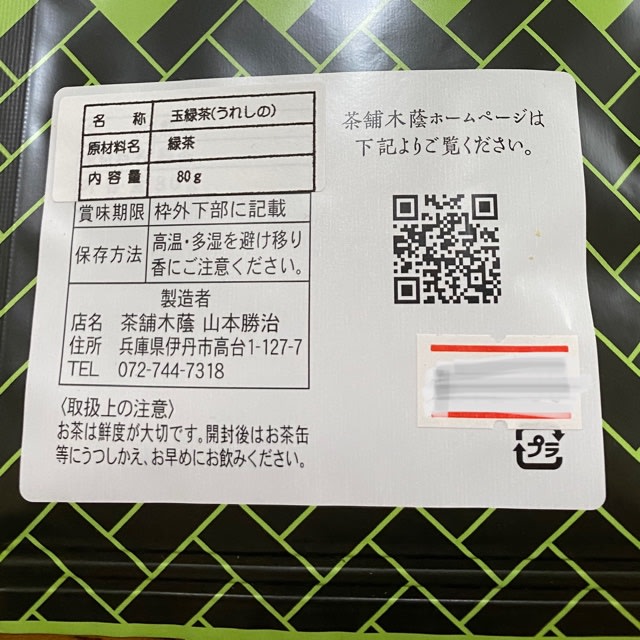 名 称 玉緑茶(うれしの)
原材料名 緑茶
内容量 80g
賞味期限 枠外下部に記載
保存方法 高温・多湿を避け移り
香にご注意ください。
製造者
店名 茶舗木蔭 山本勝治
住所 兵庫県伊丹市高台1-127-7
TEL 072-744-7318
〈取扱上の注意〉
お茶は鮮度が大切です。開封後はお茶缶
等にうつしかえ、お早めにお飲みください。
茶舗木蔭ホームページは
下記よりご覧ください。
プラ